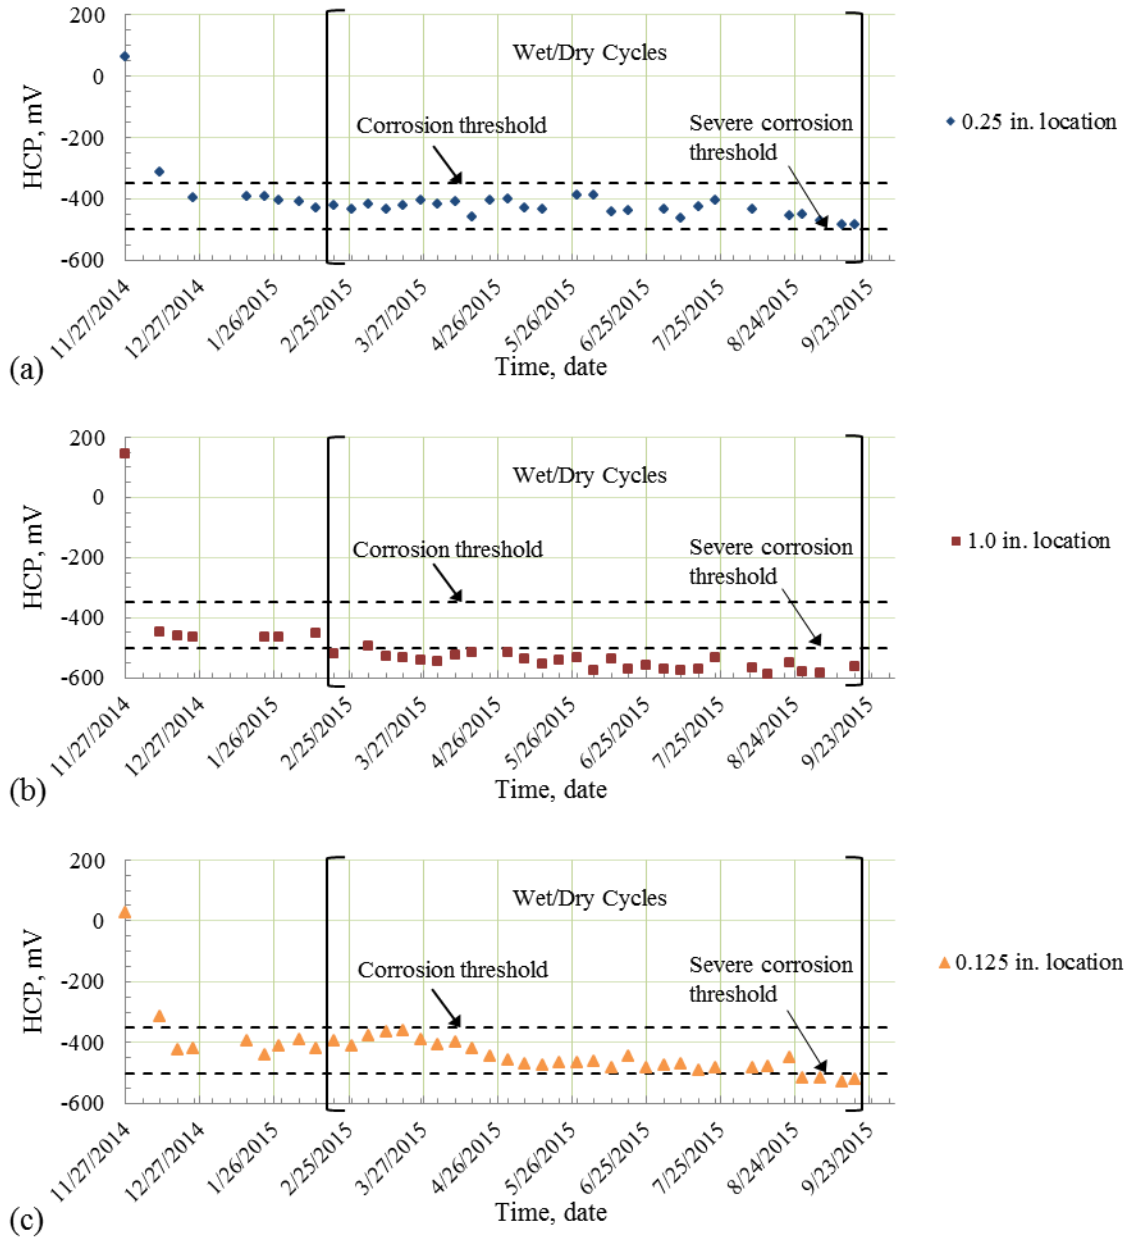 200
0
-200
-400
-600
HCP, mV
Wet/Dry Cycles
Corrosion threshold
Severe corrosion
threshold
0.25 in. location
11/27/2014
12/27/2014
1/26/2015
2/25/2015
3/27/2015
4/26/2015
5/26/2015
6/25/2015
7/25/2015
8/24/2015
9/23/2015
Time, date
(a)
200
0
-200
-400
-600
HCP, mV
Wet/Dry Cycles
Corrosion threshold
Severe corrosion
threshold
1.0 in. location
11/27/2014
12/27/2014
1/26/2015
2/25/2015
3/27/2015
4/26/2015
5/26/2015
6/25/2015
7/25/2015
8/24/2015
9/23/2015
Time, date
(b)
200
0
-200
-400
-600
HCP, mV
Wet/Dry Cycles
Corrosion threshold
Severe corrosion
threshold
0.125 in. location
11/27/2014
12/27/2014
1/26/2015
2/25/2015
3/27/2015
4/26/2015
5/26/2015
6/25/2015
7/25/2015
8/24/2015
9/23/2015
Time, date
(c)